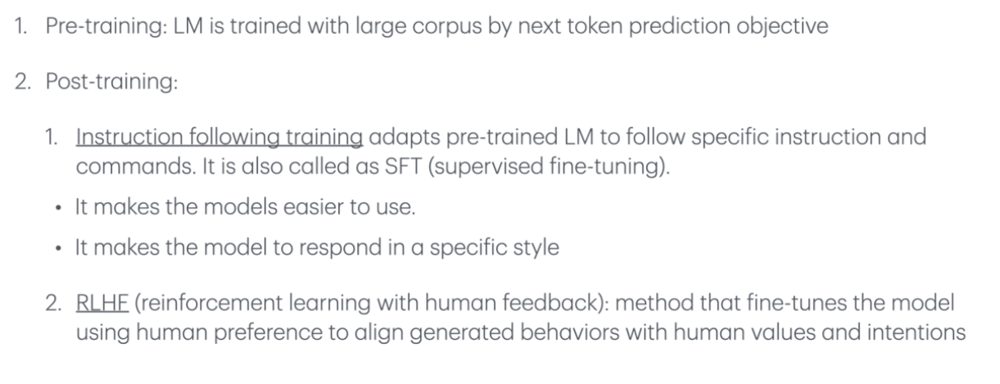 1. Pre-training: LM is trained with large corpus by next token prediction objective
2. Post-training:
1. Instruction following training adapts pre-trained LM to follow specific instruction and
commands. It is also called as SFT (supervised fine-tuning).
• It makes the models easier to use.
• It makes the model to respond in a specific style
2. RLHF (reinforcement learning with human feedback): method that fine-tunes the model
using human preference to align generated behaviors with human values and intentions